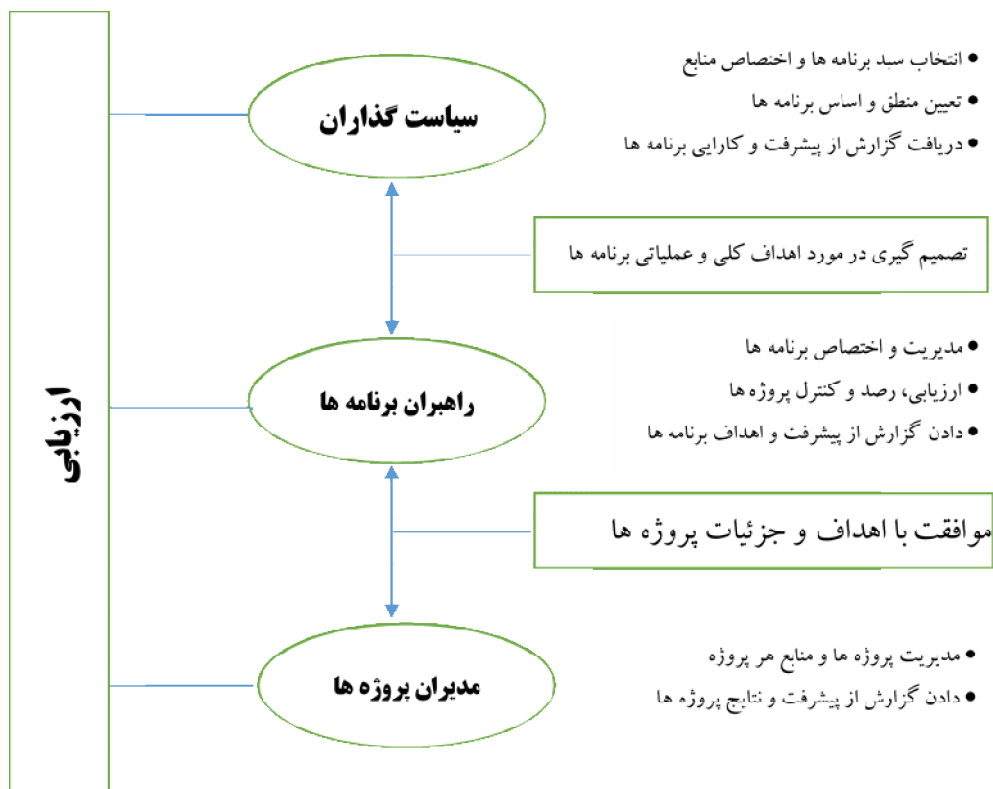 ارزیابی
سیاست گذاران
● انتخاب سبد برنامه ها و اختصاص منابع
● تعیین منطق و اساس برنامه ها
● دریافت گزارش از پیشرفت و کارایی برنامه ها
تصمیم گیری در مورد اهداف کلی و عملیاتی برنامه ها
راهبران برنامه ها
● مدیریت و اختصاص برنامه ها
● ارزیابی، رصد و کنترل پروژه ها
● دادن گزارش از پیشرفت و اهداف برنامه ها
موافقت با اهداف و جزئیات پروژه ها
مدیران پروژه ها
● مدیریت پروژه ها و منابع هر پروژه
● دادن گزارش از پیشرفت و نتایج پروژه ها